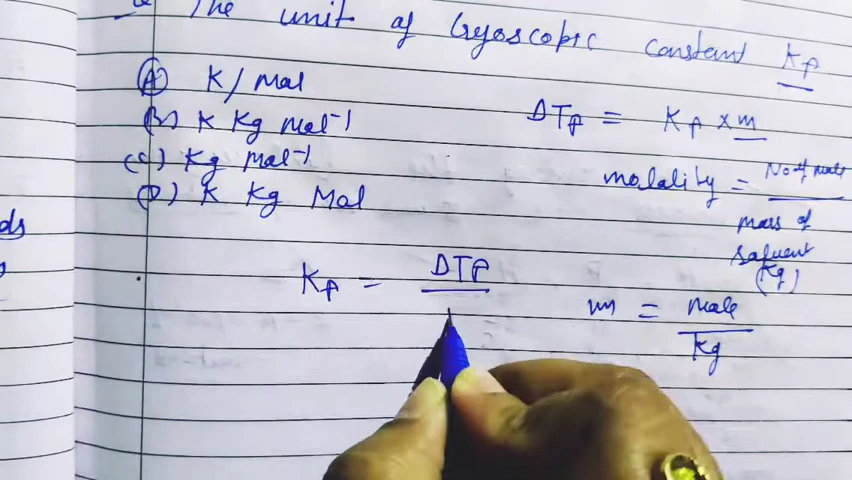 The unit of Cryoscopic constant Kf
(A) K / mol
(B) K Kg mol⁻¹
(C) Kg mol⁻¹
(D) K Kg Mol
ΔTf = Kf × m
molality = No of mole
mass of
solvent
(Kg)
Kf = ΔTf
m = mole
Kg